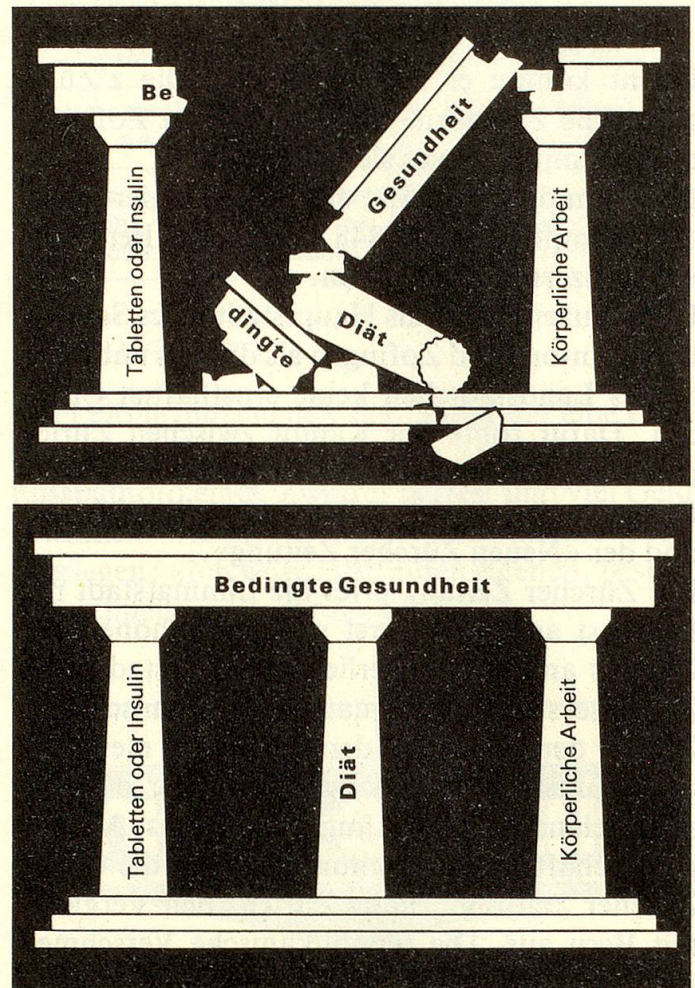 Be
Gesundheit
Tabletten oder Insulin
dingte
Diät
Körperliche Arbeit
Bedingte Gesundheit
Tabletten oder Insulin
Diät
Körperliche Arbeit